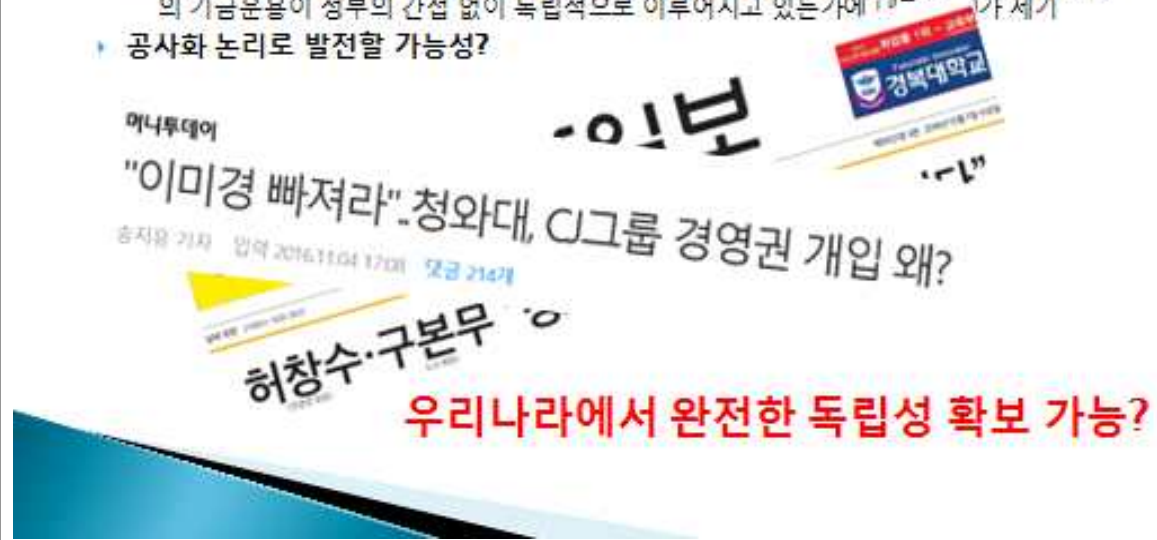 의 기금운용이 정부의 간섭 없이 독립적으로 이루어지고 있는가에
공사화 논리로 발전할 가능성?
경북대학교
머니투데이
"이미경 빠져라"..청와대, CJ그룹 경영권 개입 왜?
송지유 기자 입력 2016.11.04 17:08 댓글 214개
허창수·구본무
우리나라에서 완전한 독립성 확보 가능?